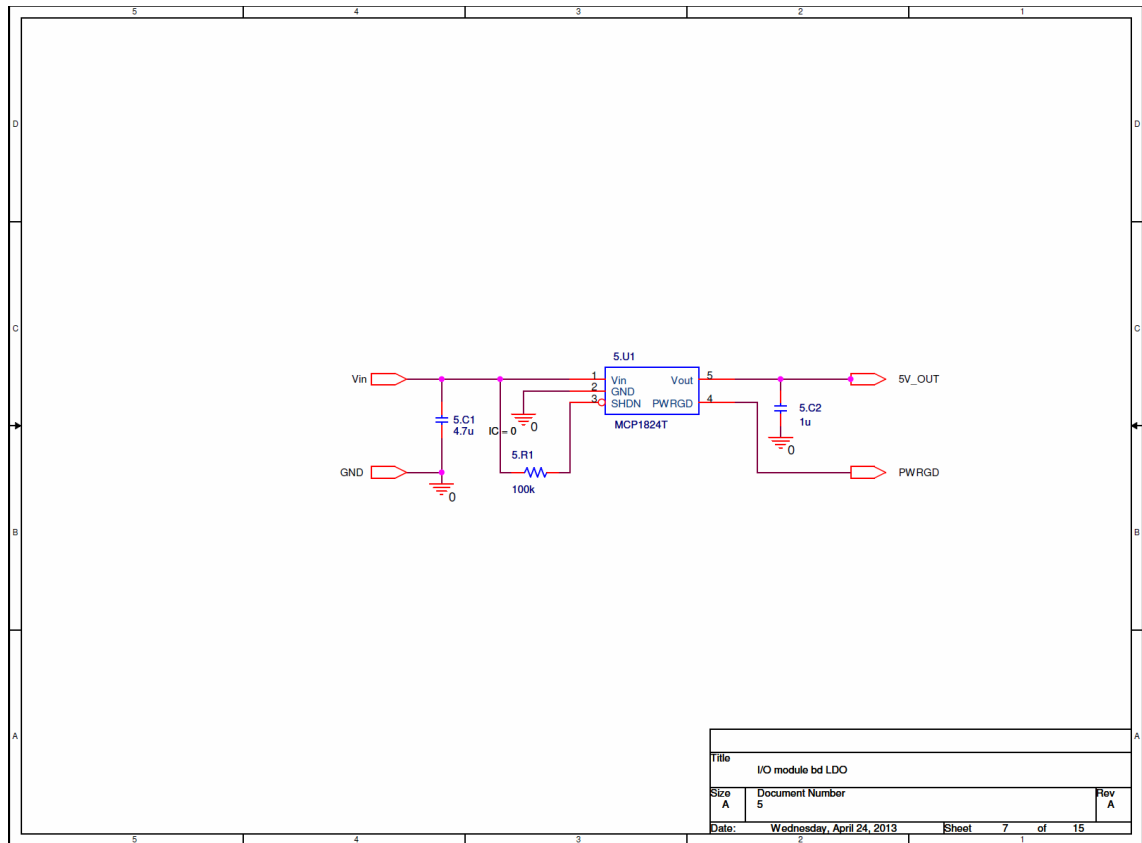 5 4 3 2 1
D D
C C
B B
A A
5.U1
Vin
1 Vin Vout 5
2 GND
3 SHDN PWRGD 4
MCP1824T
5V_OUT
5.C1
4.7u
IC = 0
0
5.C2
1u
0
5.R1
100k
GND
0
PWRGD
Title
I/O module bd LDO
Size
A
Document Number
5
Rev
A
Date: Wednesday, April 24, 2013 Sheet 7 of 15
5 4 3 2 1